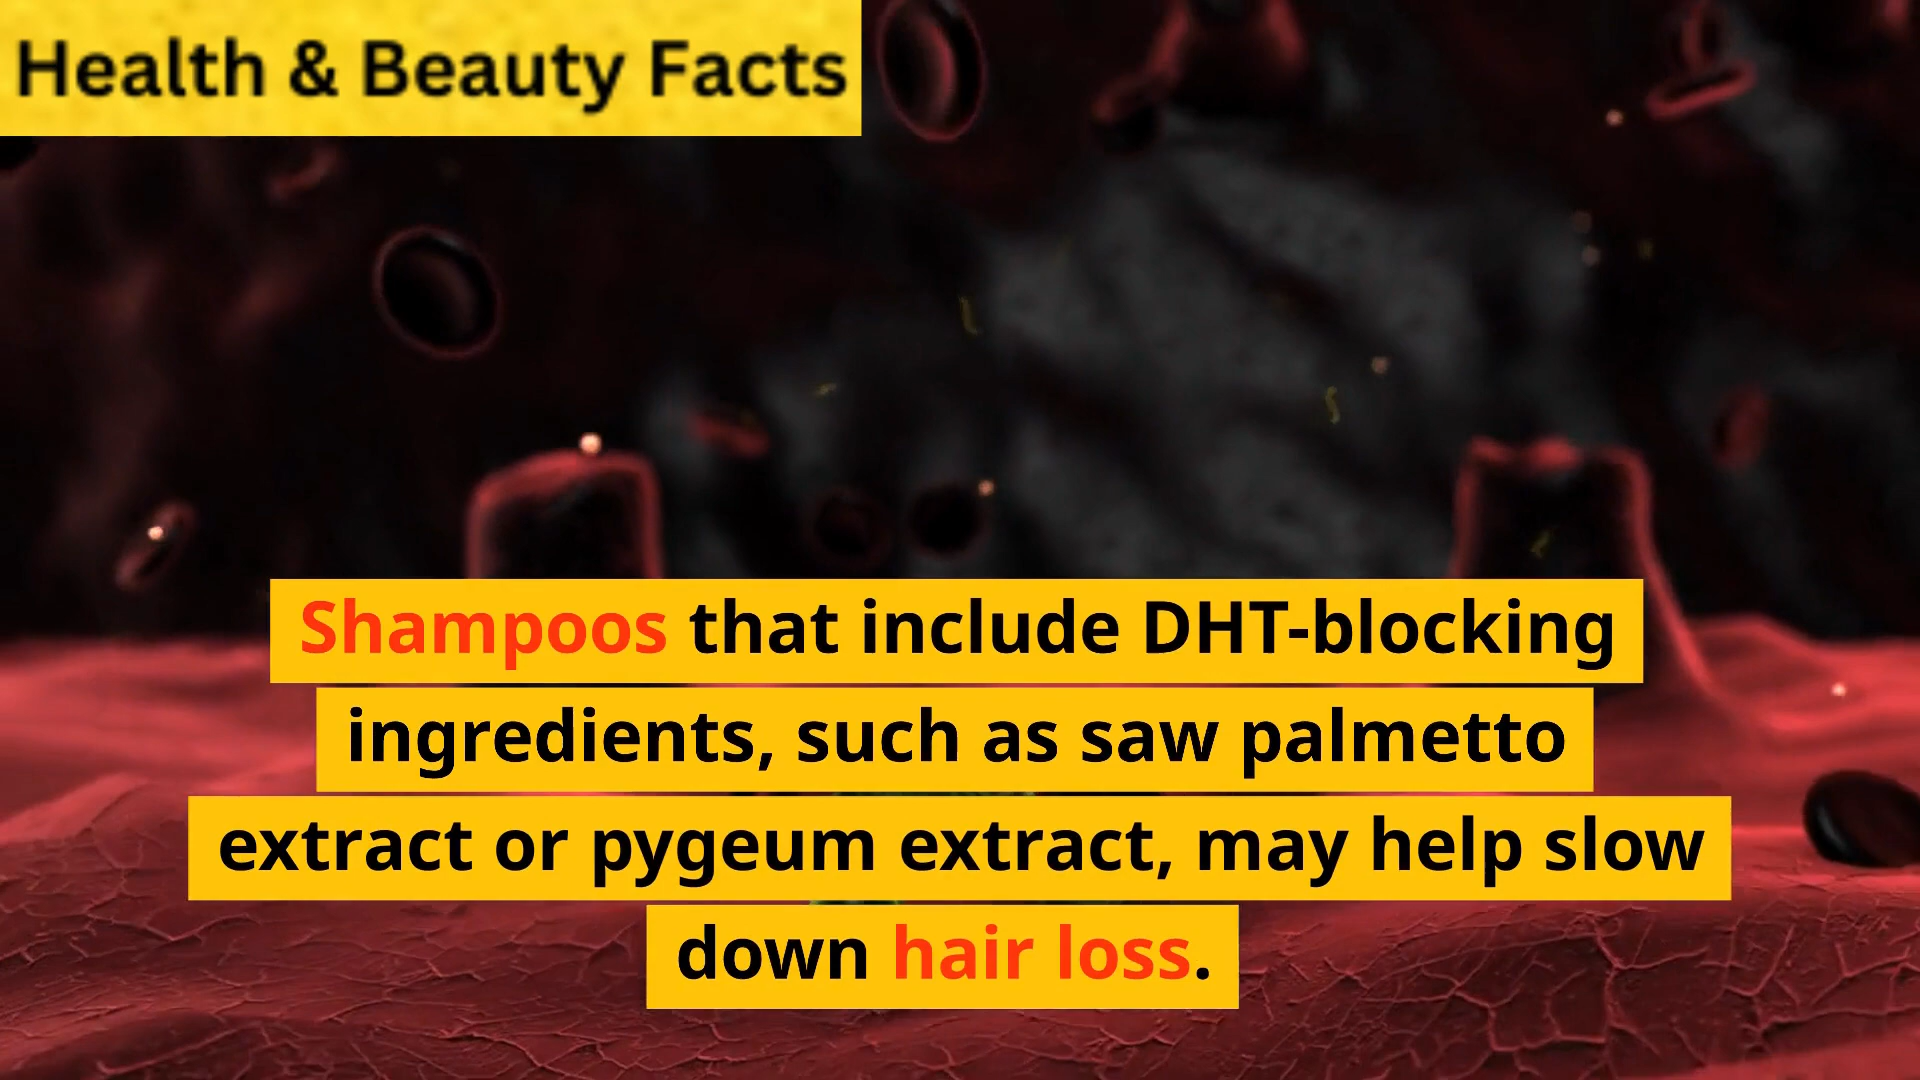 Health & Beauty Facts
Shampoos that include DHT-blocking
ingredients, such as saw palmetto
extract or pygeum extract, may help slow
down hair loss.